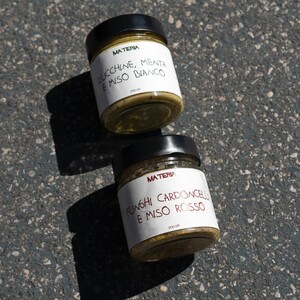 MATERIA
ZUCCHINE, MENTA
E MISO BIANCO
MATERIA
FUNGHI CARDONCELLI
E MISO ROSSO